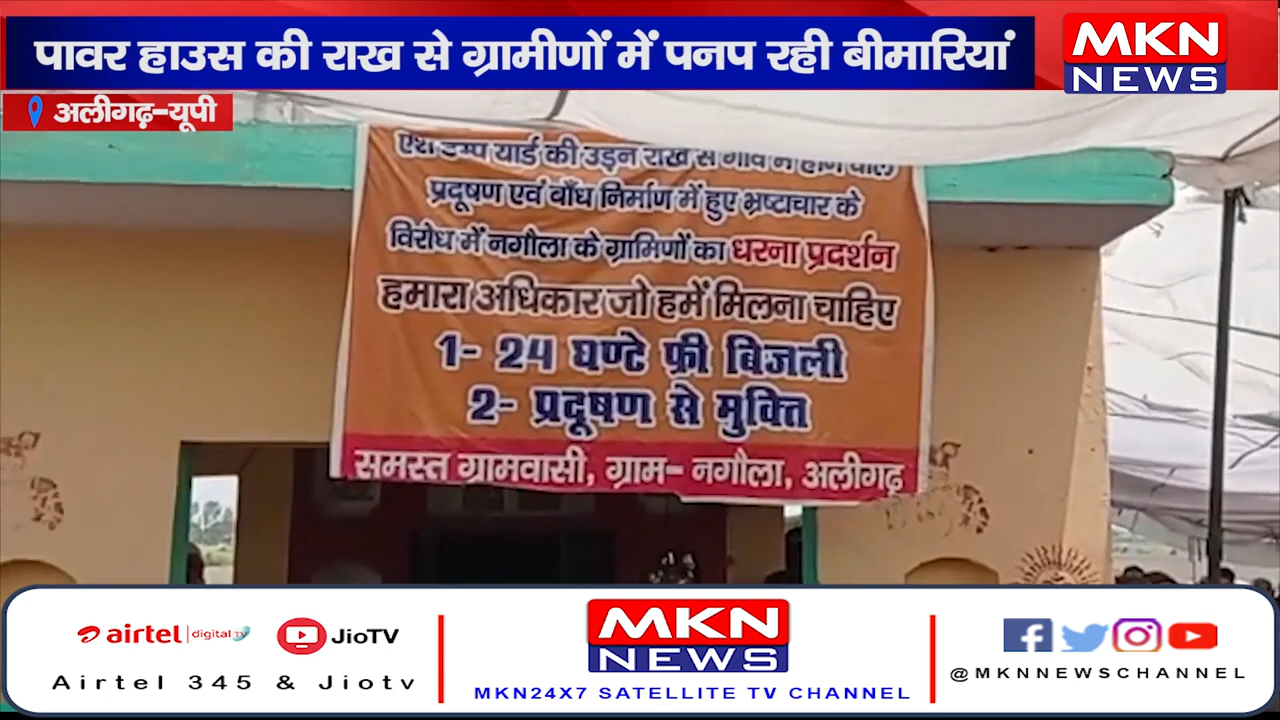 पावर हाउस की राख से ग्रामीणों में पनप रही बीमारियां
MKN
NEWS
अलीगढ़-यूपी
ऐश डम्प यार्ड की उड़न राख से गाँव में होने वाले
प्रदूषण एवं बाँध निर्माण में हुए भ्रष्टाचार के
विरोध में नगौला के ग्रामिणों का धरना प्रदर्शन
हमारा अधिकार जो हमें मिलना चाहिए
1- 24 घण्टे फ्री बिजली
2- प्रदूषण से मुक्ति
समस्त ग्रामवासी, ग्राम- नगौला, अलीगढ़
airtel digital TV
JioTV
Airtel 345 & Jiotv
MKN
NEWS
MKN24X7 SATELLITE TV CHANNEL
@MKNNEWSCHANNEL